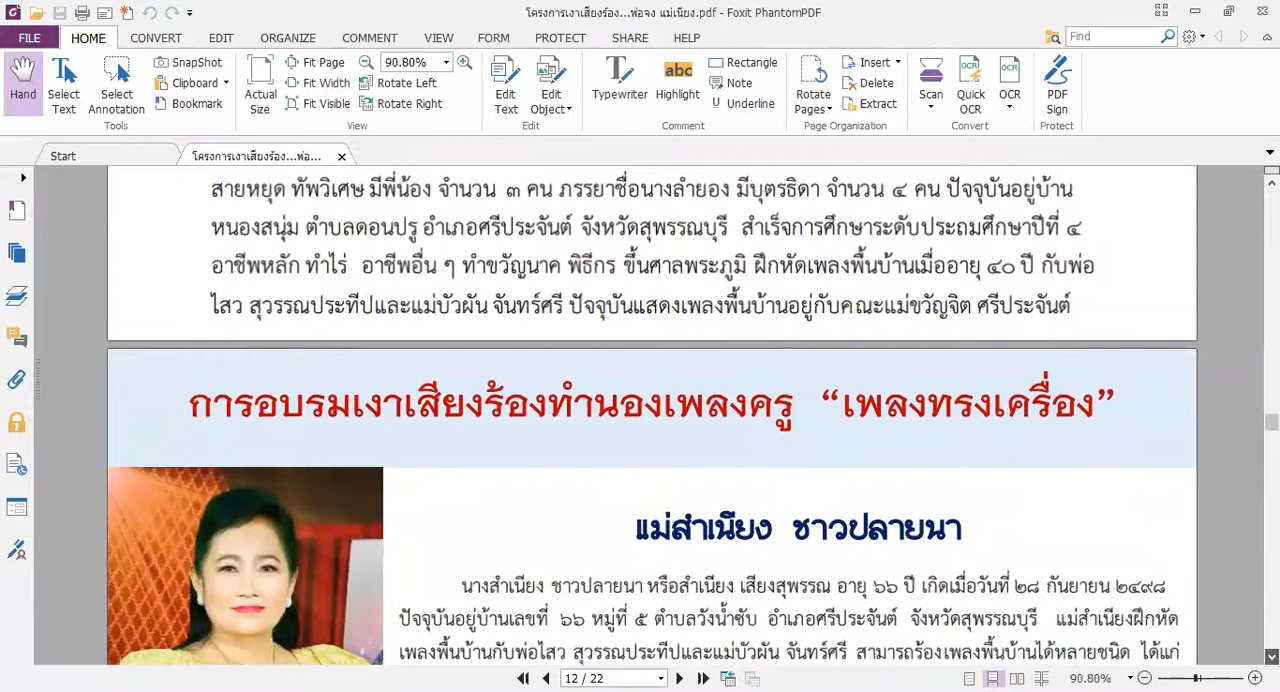 โครงการเงาเสียงร้อง...พ่อจง แม่เนียง.pdf - Foxit PhantomPDF
FILE HOME CONVERT EDIT ORGANIZE COMMENT VIEW FORM PROTECT SHARE HELP Find
Hand
Select Text
Select Annotation
SnapShot
Clipboard
Bookmark
Tools
Actual Size
Fit Page
Fit Width
Fit Visible
90.80%
Rotate Left
Rotate Right
View
Edit Text
Edit Object
Edit
Typewriter
Highlight
Rectangle
Note
Underline
Comment
Rotate Pages
Insert
Delete
Extract
Page Organization
Scan
Quick OCR
OCR
Convert
PDF Sign
Protect
Start โครงการเงาเสียงร้อง...พ่อ...
สายหยุด ทัพวิเศษ มีพี่น้อง จำนวน ๓ คน ภรรยาชื่อนางลำยอง มีบุตรธิดา จำนวน ๔ คน ปัจจุบันอยู่บ้าน
หนองสนุ่ม ตำบลดอนปรู อำเภอศรีประจันต์ จังหวัดสุพรรณบุรี สำเร็จการศึกษาระดับประถมศึกษาปีที่ ๔
อาชีพหลัก ทำไร่ อาชีพอื่น ๆ ทำขวัญนาค พิธีกร ขึ้นศาลพระภูมิ ฝึกหัดเพลงพื้นบ้านเมื่ออายุ ๔๐ ปี กับพ่อ
ไสว สุวรรณประทีปและแม่บัวผัน จันทร์ศรี ปัจจุบันแสดงเพลงพื้นบ้านอยู่กับคณะแม่ขวัญจิต ศรีประจันต์
การอบรมเงาเสียงร้องทำนองเพลงครู “เพลงทรงเครื่อง”
แม่สำเนียง ชาวปลายนา
นางสำเนียง ชาวปลายนา หรือสำเนียง เสียงสุพรรณ อายุ ๖๖ ปี เกิดเมื่อวันที่ ๒๘ กันยายน ๒๔๙๘
ปัจจุบันอยู่บ้านเลขที่ ๖๖ หมู่ที่ ๕ ตำบลวังน้ำซับ อำเภอศรีประจันต์ จังหวัดสุพรรณบุรี แม่สำเนียงฝึกหัด
เพลงพื้นบ้านกับพ่อไสว สุวรรณประทีปและแม่บัวผัน จันทร์ศรี สามารถร้องเพลงพื้นบ้านได้หลายชนิด ได้แก่
12 / 22
90.80%